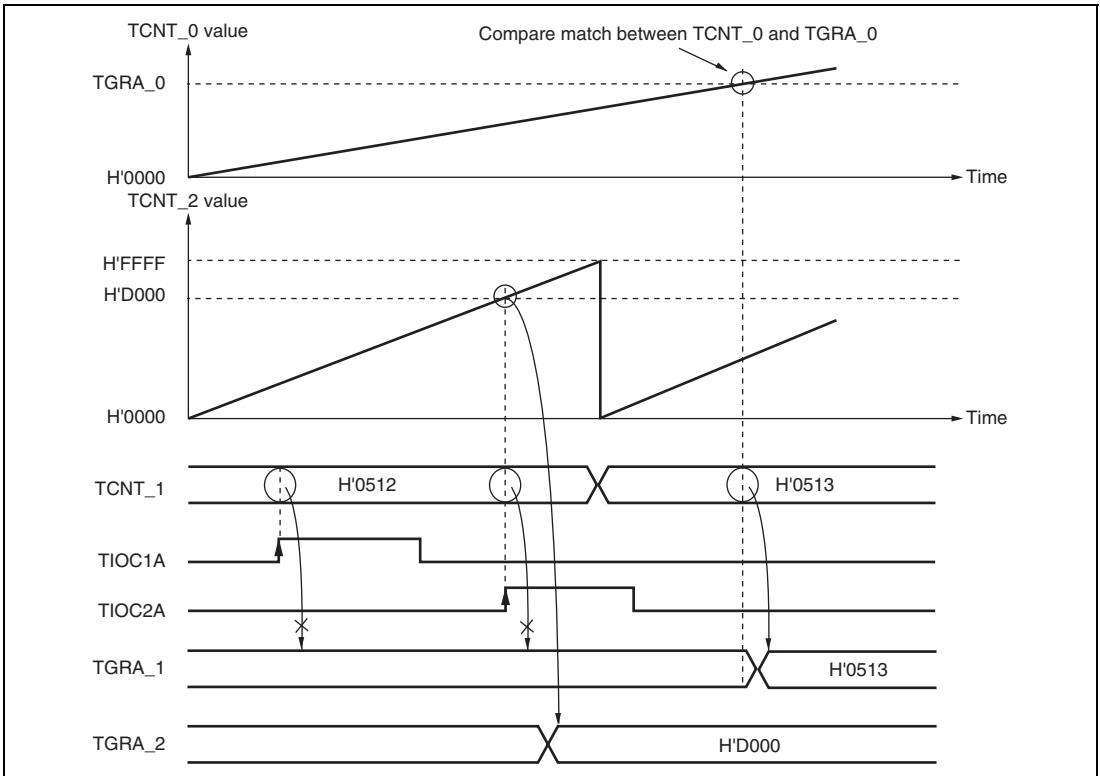 TCNT_0 value
Compare match between TCNT_0 and TGRA_0
TGRA_0
H'0000
Time
TCNT_2 value
H'FFFF
H'D000
H'0000
Time
TCNT_1
H'0512
H'0513
TIOC1A
TIOC2A
TGRA_1
H'0513
TGRA_2
H'D000